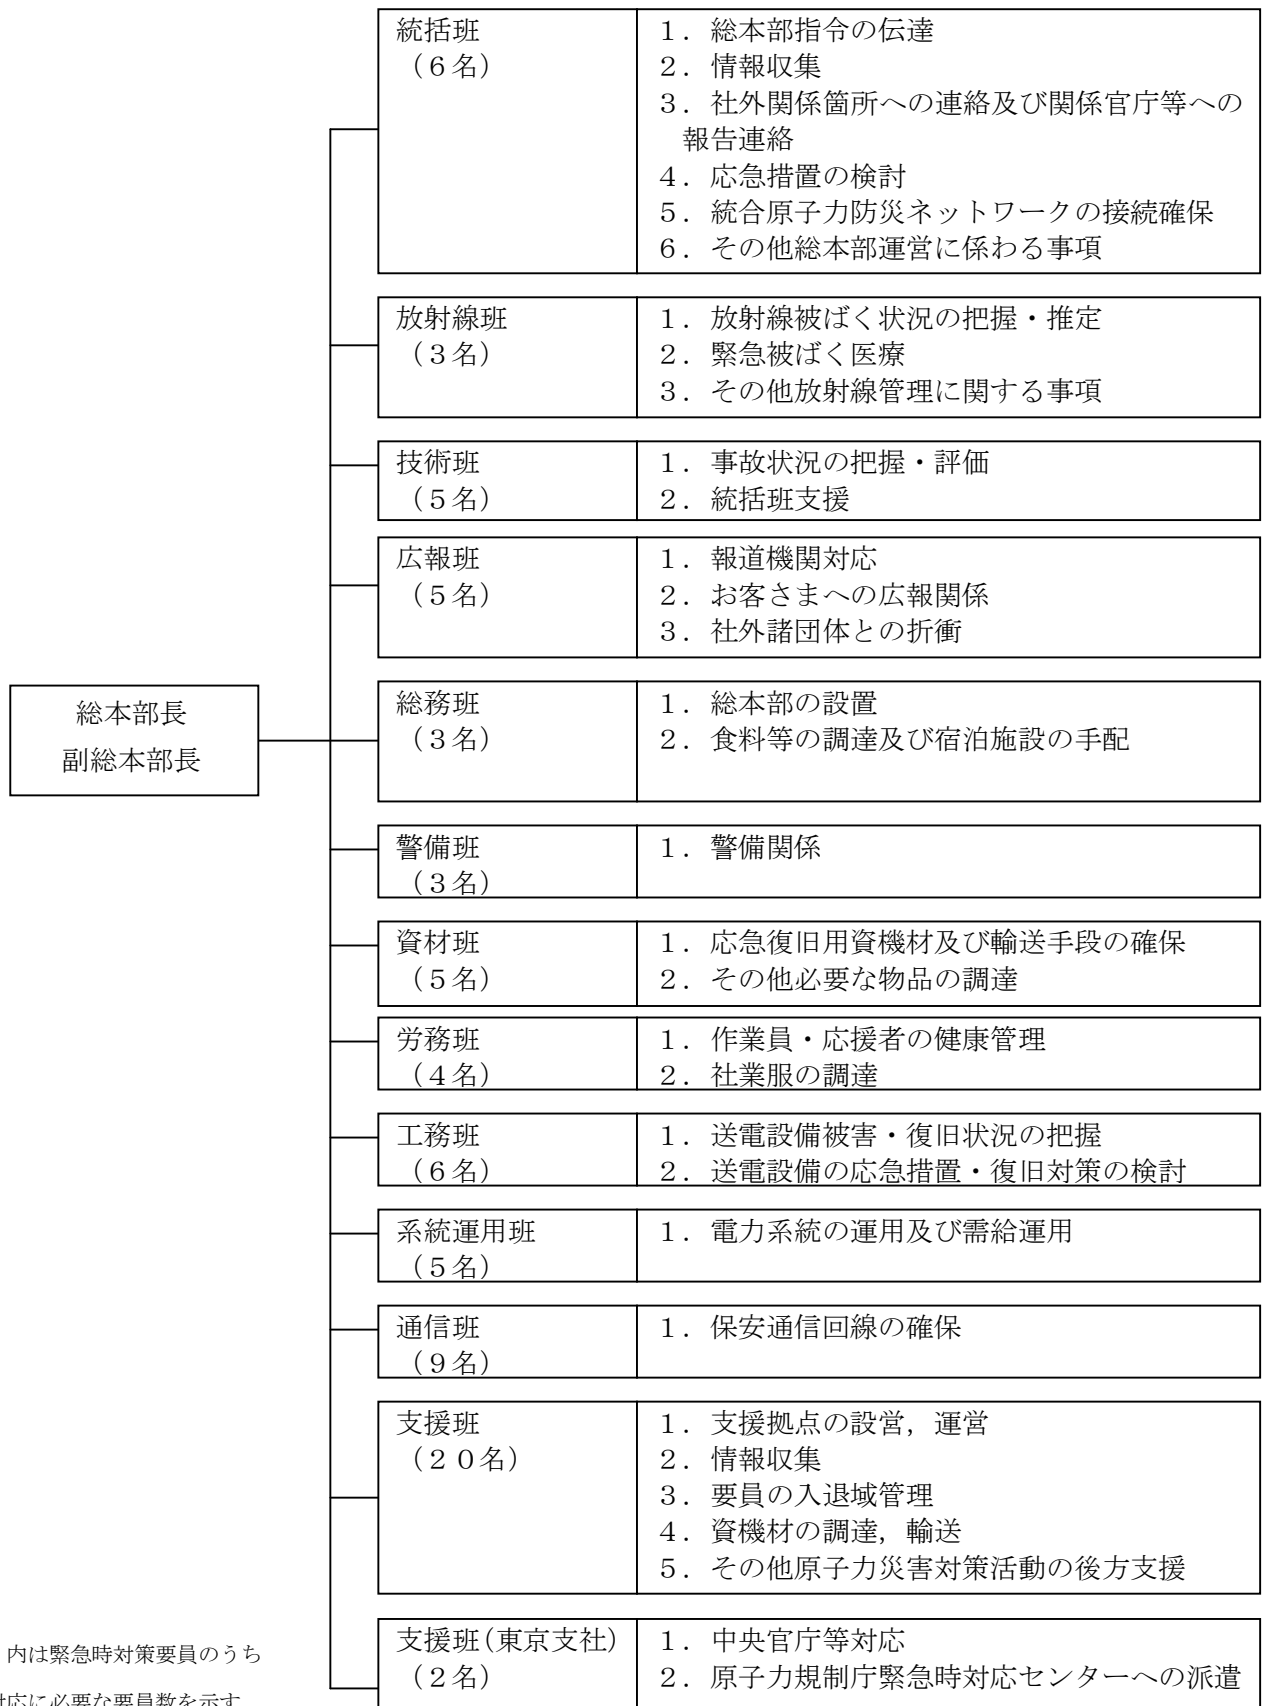 統括班
(6名)
1．総本部指令の伝達
2．情報収集
3．社外関係箇所への連絡及び関係官庁等への
報告連絡
4．応急措置の検討
5．統合原子力防災ネットワークの接続確保
6．その他総本部運営に係わる事項
放射線班
(3名)
1．放射線被ばく状況の把握・推定
2．緊急被ばく医療
3．その他放射線管理に関する事項
技術班
(5名)
1．事故状況の把握・評価
2．統括班支援
広報班
(5名)
1．報道機関対応
2．お客さまへの広報関係
3．社外諸団体との折衝
総本部長
副総本部長
総務班
(3名)
1．総本部の設置
2．食料等の調達及び宿泊施設の手配
警備班
(3名)
1．警備関係
資材班
(5名)
1．応急復旧用資機材及び輸送手段の確保
2．その他必要な物品の調達
労務班
(4名)
1．作業員・応援者の健康管理
2．社業服の調達
工務班
(6名)
1．送電設備被害・復旧状況の把握
2．送電設備の応急措置・復旧対策の検討
系統運用班
(5名)
1．電力系統の運用及び需給運用
通信班
(9名)
1．保安通信回線の確保
支援班
(20名)
1．支援拠点の設営，運営
2．情報収集
3．要員の入退域管理
4．資機材の調達，輸送
5．その他原子力災害対策活動の後方支援
支援班(東京支社)
(2名)
1．中央官庁等対応
2．原子力規制庁緊急時対応センターへの派遣
内は緊急時対策要員のうち
対応に必要な要員数を示す